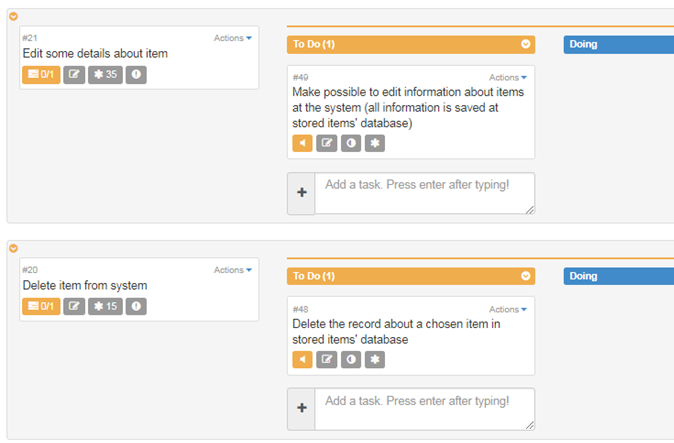 #21 Actions
Edit some details about item
0/1 35
To Do (1)
Doing
#49 Actions
Make possible to edit information about items
at the system (all information is saved at
stored items' database)
Add a task. Press enter after typing!
#20 Actions
Delete item from system
0/1 15
To Do (1)
Doing
#48 Actions
Delete the record about a chosen item in
stored items' database
Add a task. Press enter after typing!